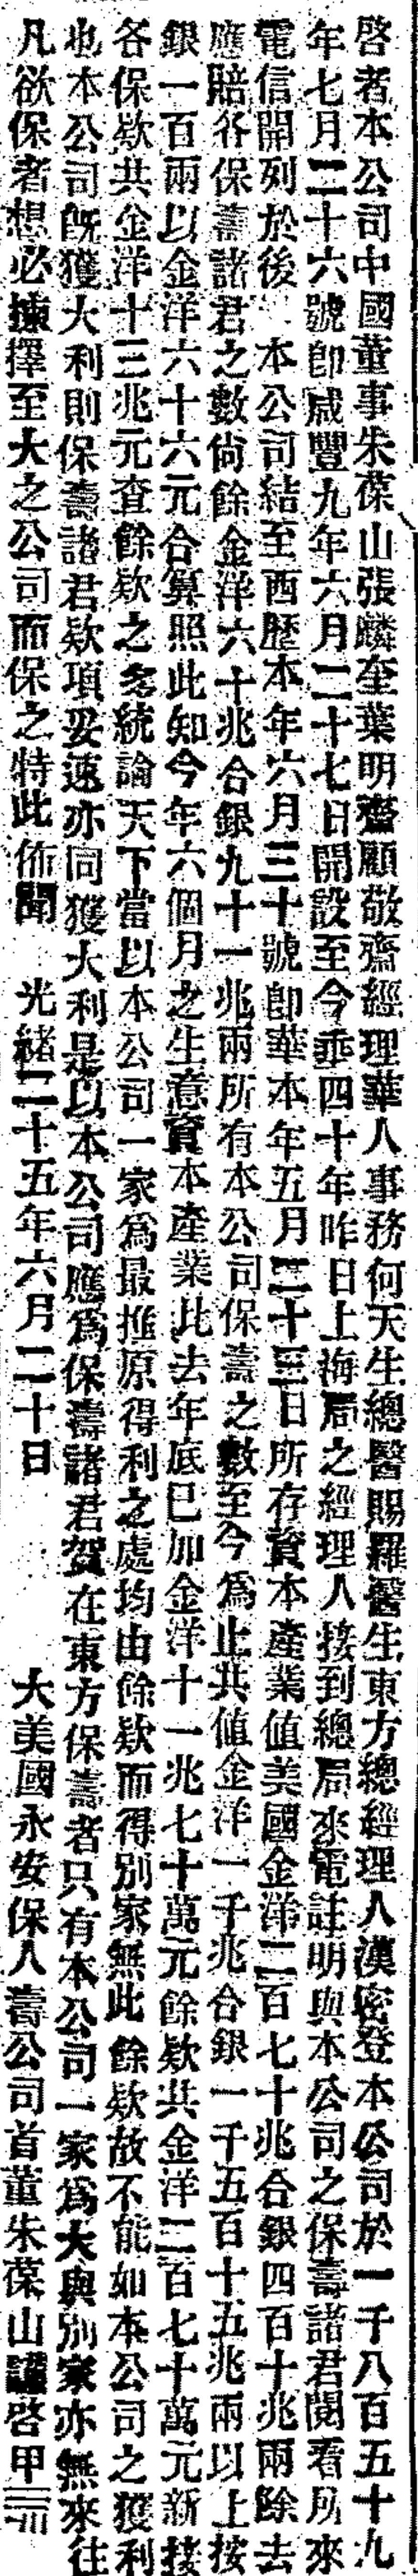 啓者本公司中國董事朱葆山張麟奎葉明齋顧敬齋經理華人事務何天生總醫賜羅醫生東方總經理人漢密登本公司於一千八百五十九
年七月二十六號即咸豐九年六月二十七日開設至今垂四十年昨日上海局之經理人接到總局來電註明與本公司之保壽諸君閱看所來
電信開列於後 本公司結至西歷本年六月三十號即華本年五月二十三日所存資本產業值美國金洋二百七十兆合銀四百十兆兩除去
應賠各保壽諸君之數尙餘金洋六十兆合銀九十一兆兩所有本公司保壽之數至今爲止共值金洋一千兆合銀一千五百十五兆兩以上按
銀一百兩以金洋六十六元合算照此知今年六個月之生意資本產業比去年底已加金洋十一兆七十萬元餘欵共金洋二百七十萬元新接
各保欵共金洋十三兆元查餘欵之多統論天下當以本公司一家爲最推原得利之處均由餘欵而得別家無此餘欵故不能如本公司之獲利
也本公司旣獲大利則保壽諸君欵項妥速亦同獲大利是以本公司應爲保壽諸君賀在東方保壽者只有本公司一家爲大與別家亦無來往
凡欲保者想必揀擇至大之公司而保之特此佈聞 光緒二十五年六月二十日 大美國永安保人壽公司首董朱葆山謹啓甲